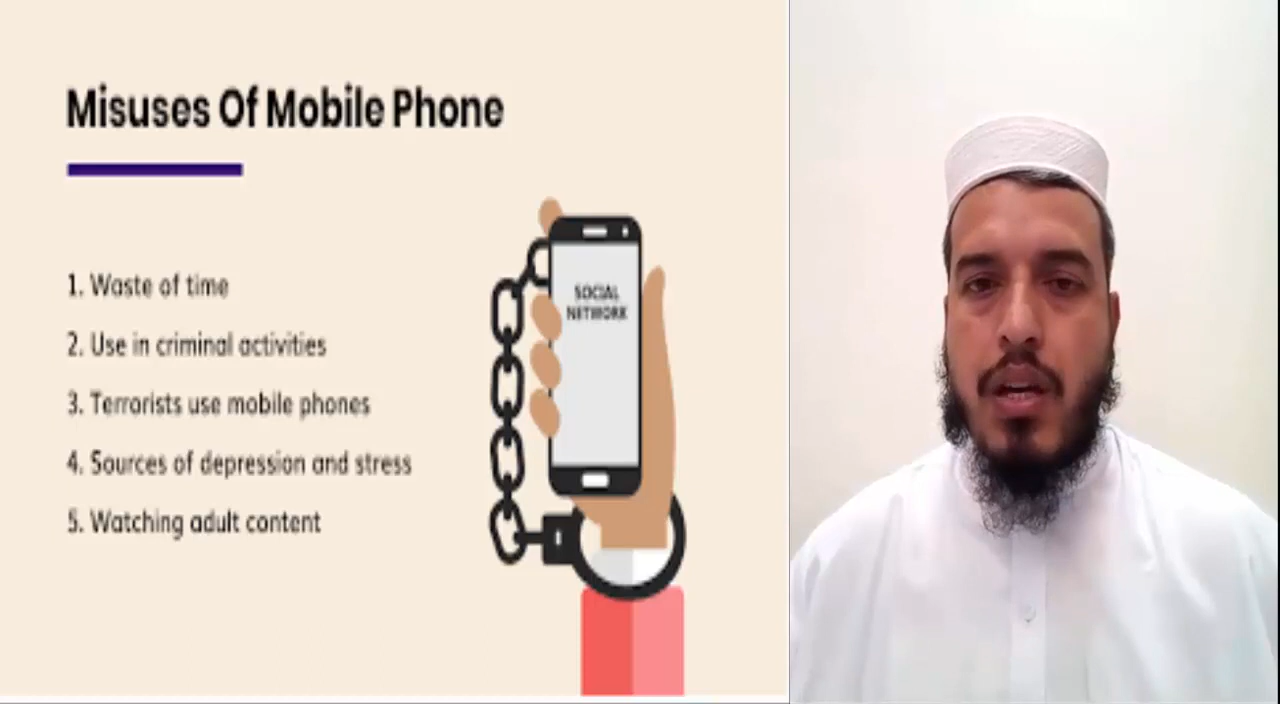 Misuses Of Mobile Phone
1. Waste of time
2. Use in criminal activities
3. Terrorists use mobile phones
4. Sources of depression and stress
5. Watching adult content
SOCIAL
NETWORK